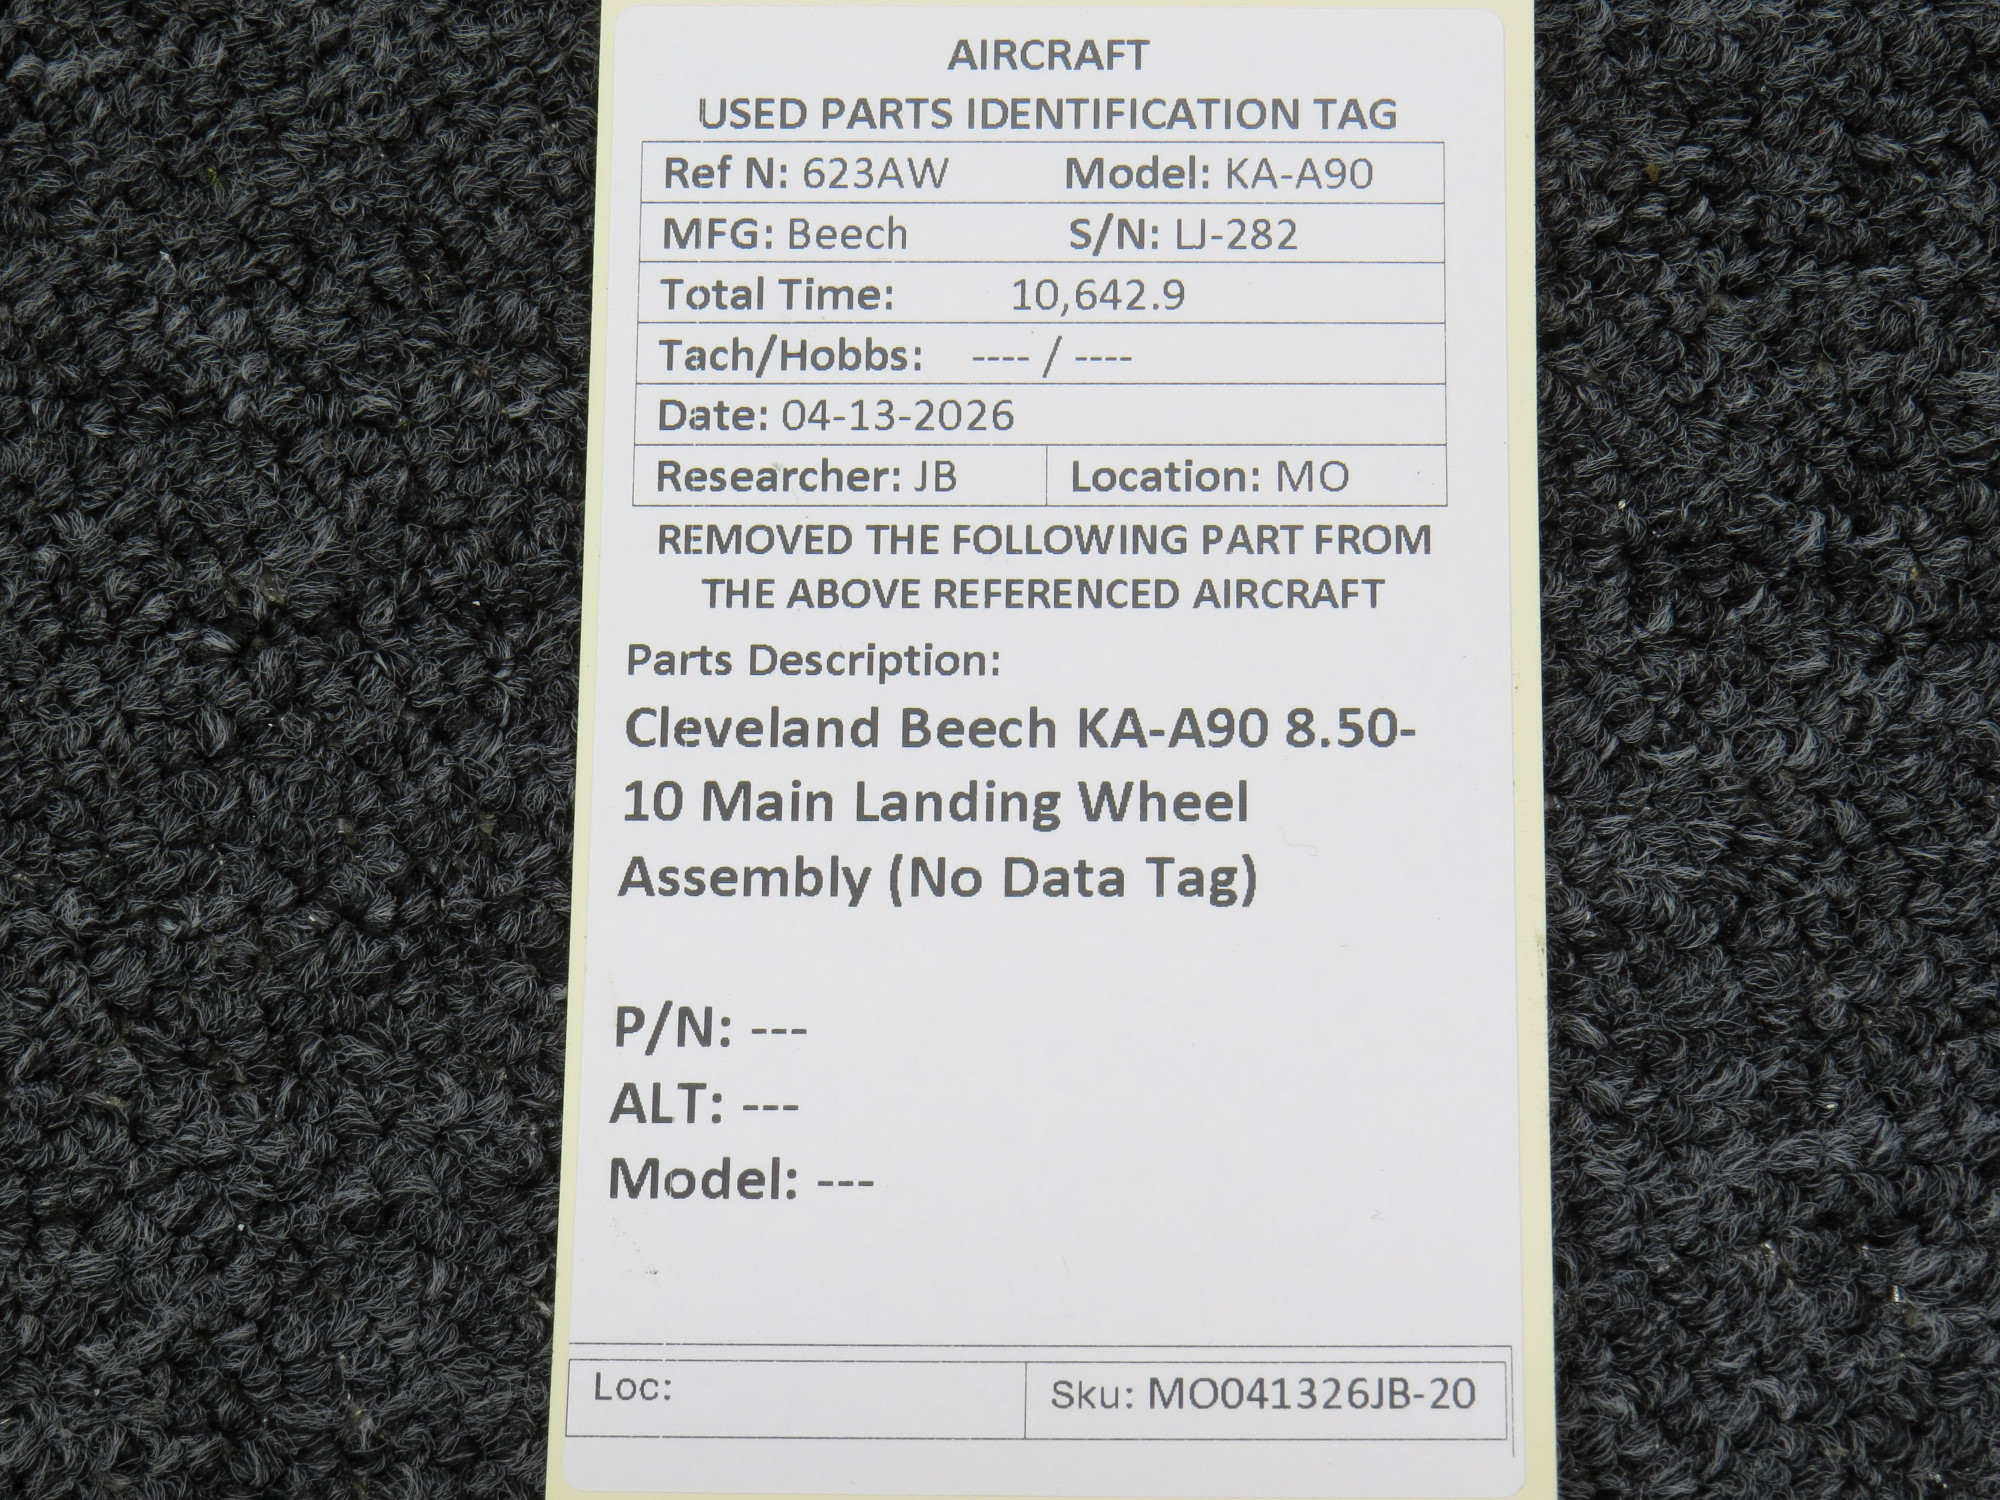 AIRCRAFT
USED PARTS IDENTIFICATION TAG
Ref N: 623AW Model: KA-A90
MFG: Beech S/N: LJ-282
Total Time: 10,642.9
Tach/Hobbs: ---- / ----
Date: 04-13-2026
Researcher: JB Location: MO
REMOVED THE FOLLOWING PART FROM
THE ABOVE REFERENCED AIRCRAFT
Parts Description:
Cleveland Beech KA-A90 8.50-
10 Main Landing Wheel
Assembly (No Data Tag)
P/N: ---
ALT: ---
Model: ---
Loc: Sku: MO041326JB-20